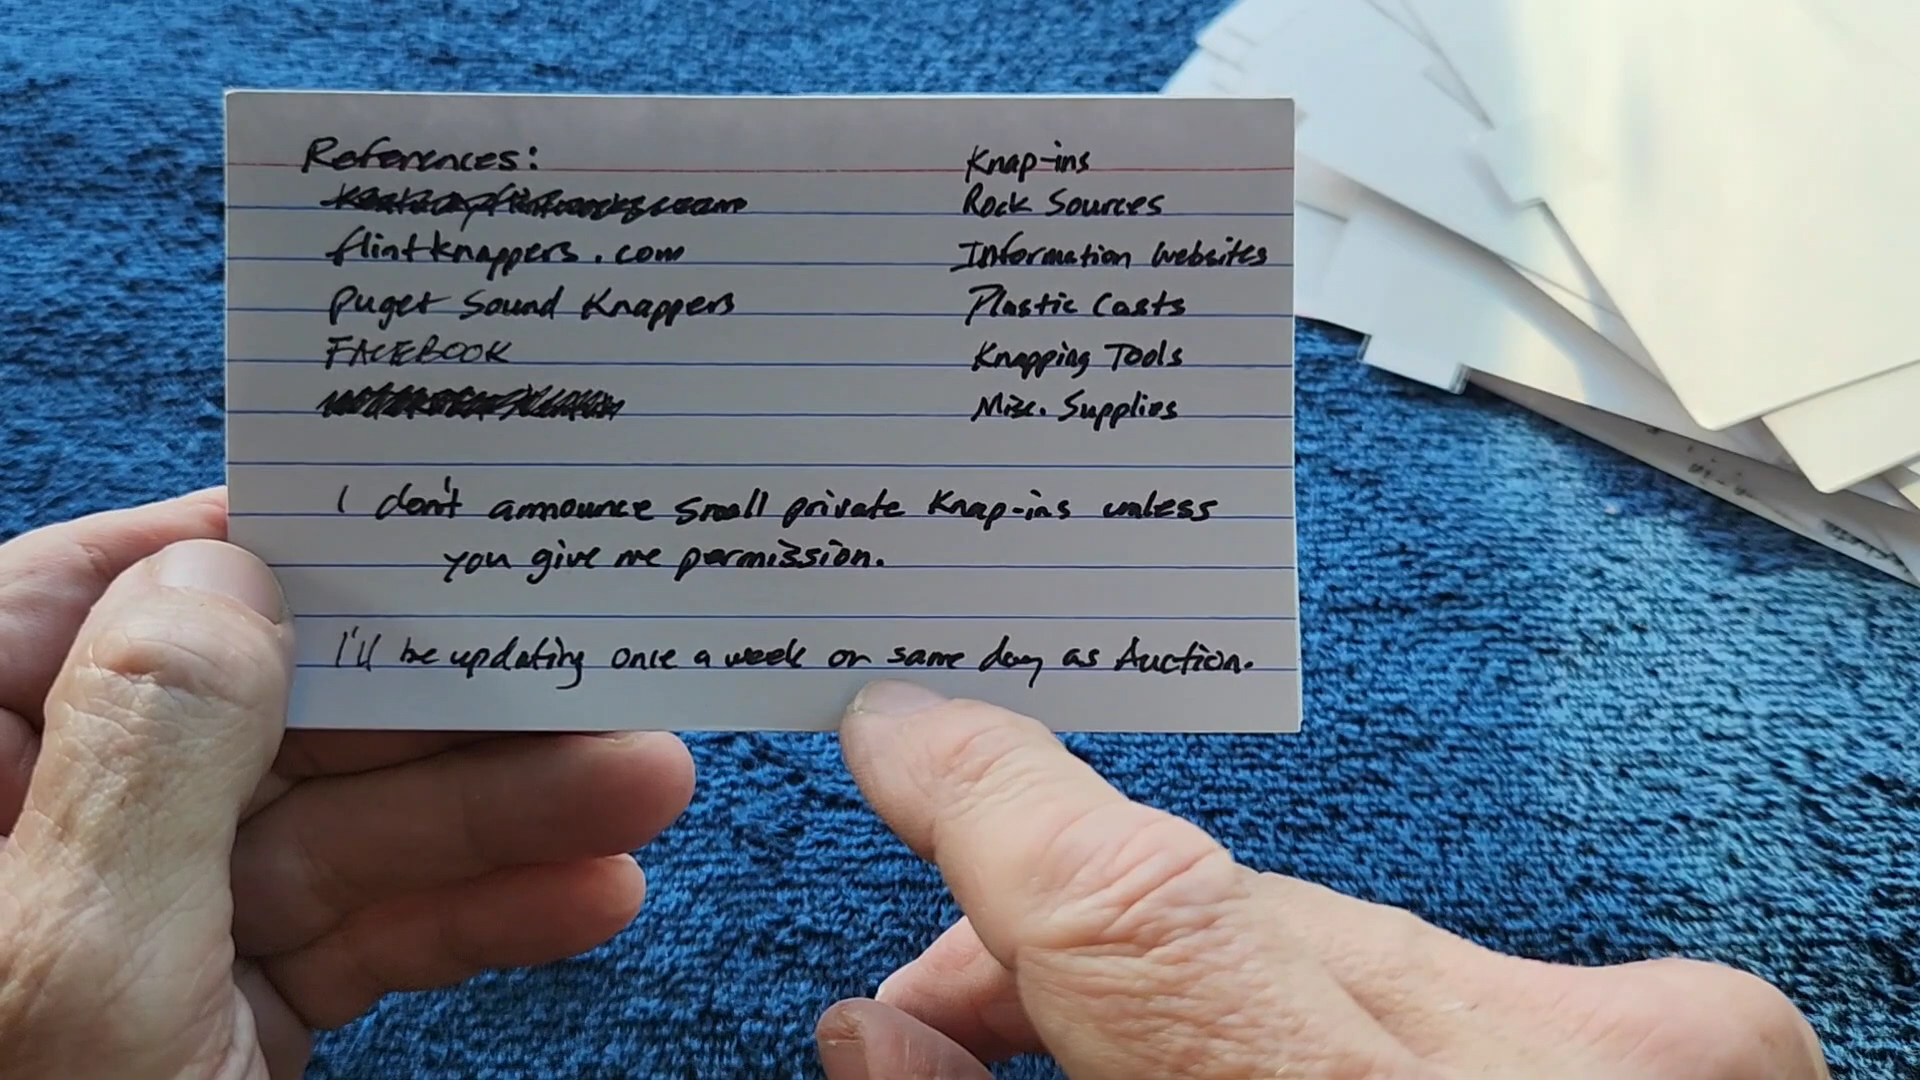 References:
flintknappers.com
Puget Sound Knappers
FACEBOOK
Knap-ins
Rock Sources
Information Websites
Plastic Casts
Knapping Tools
Misc. Supplies
I don't announce small private Knap-ins unless
you give me permission.
I'll be updating once a week or same day as Auction.